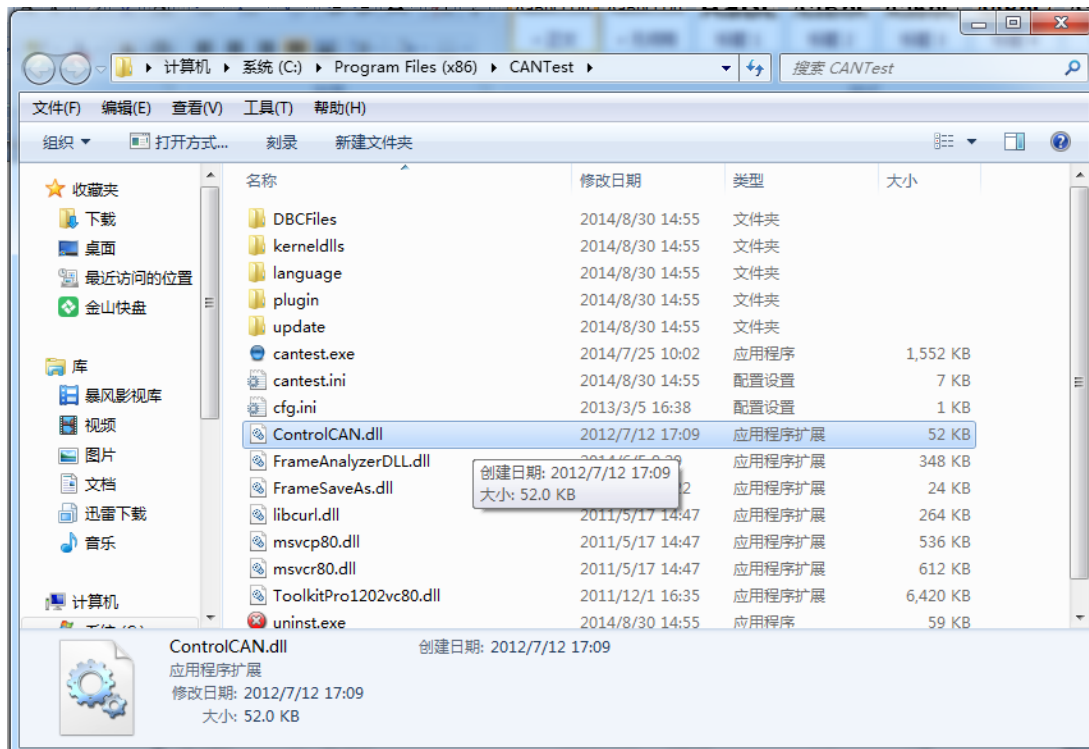 计算机 系统 (C:) Program Files (x86) CANTest 搜索 CANTest
文件(F) 编辑(E) 查看(V) 工具(T) 帮助(H)
组织 打开方式... 刻录 新建文件夹
收藏夹
下载
桌面
最近访问的位置
金山快盘
库
暴风影视库
视频
图片
文档
迅雷下载
音乐
计算机
名称 修改日期 类型 大小
DBCFiles 2014/8/30 14:55 文件夹
kerneldlls 2014/8/30 14:55 文件夹
language 2014/8/30 14:55 文件夹
plugin 2014/8/30 14:55 文件夹
update 2014/8/30 14:55 文件夹
cantest.exe 2014/7/25 10:02 应用程序 1,552 KB
cantest.ini 2014/8/30 14:55 配置设置 7 KB
cfg.ini 2013/3/5 16:38 配置设置 1 KB
ControlCAN.dll 2012/7/12 17:09 应用程序扩展 52 KB
FrameAnalyzerDLL.dll 应用程序扩展 348 KB
FrameSaveAs.dll 应用程序扩展 24 KB
libcurl.dll 2011/5/17 14:47 应用程序扩展 264 KB
msvcp80.dll 2011/5/17 14:47 应用程序扩展 536 KB
msvcr80.dll 2011/5/17 14:47 应用程序扩展 612 KB
ToolkitPro1202vc80.dll 2011/12/1 16:35 应用程序扩展 6,420 KB
uninst.exe 2014/8/30 14:55 应用程序 59 KB
创建日期: 2012/7/12 17:09
大小: 52.0 KB
ControlCAN.dll 创建日期: 2012/7/12 17:09
应用程序扩展
修改日期: 2012/7/12 17:09
大小: 52.0 KB